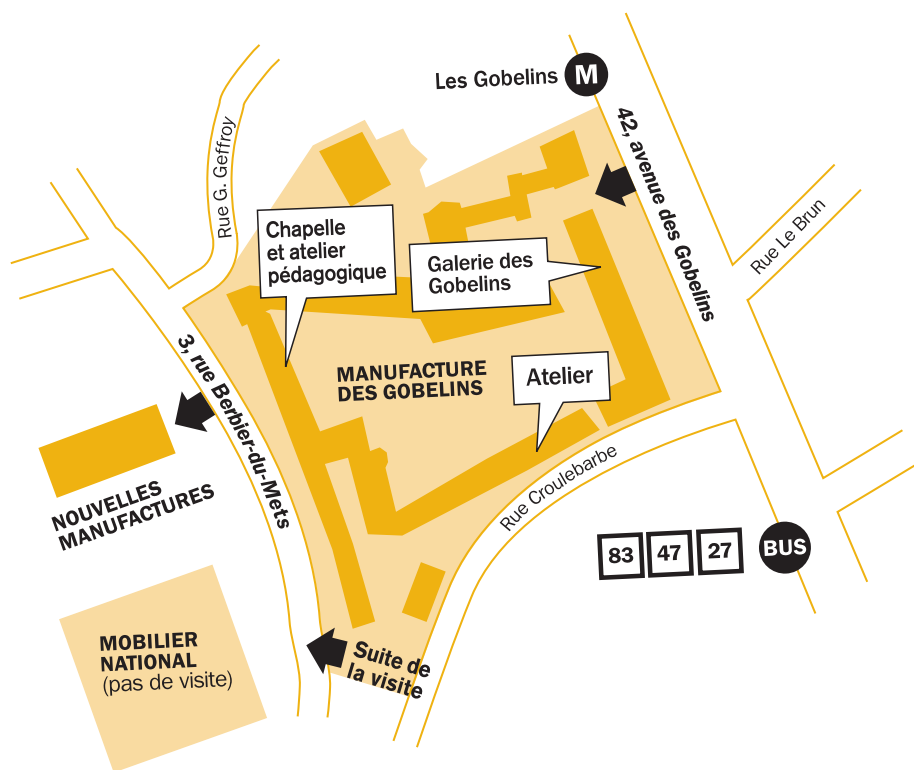 Les Gobelins M
42, avenue des Gobelins
Rue G. Geffroy
Rue Le Brun
Chapelle
et atelier
pédagogique
Galerie des
Gobelins
MANUFACTURE
DES GOBELINS
Atelier
3, rue Berbier-du-Mets
Rue Croulebarbe
NOUVELLES
MANUFACTURES
83 47 27 BUS
MOBILIER
NATIONAL
(pas de visite)
Suite de
la visite